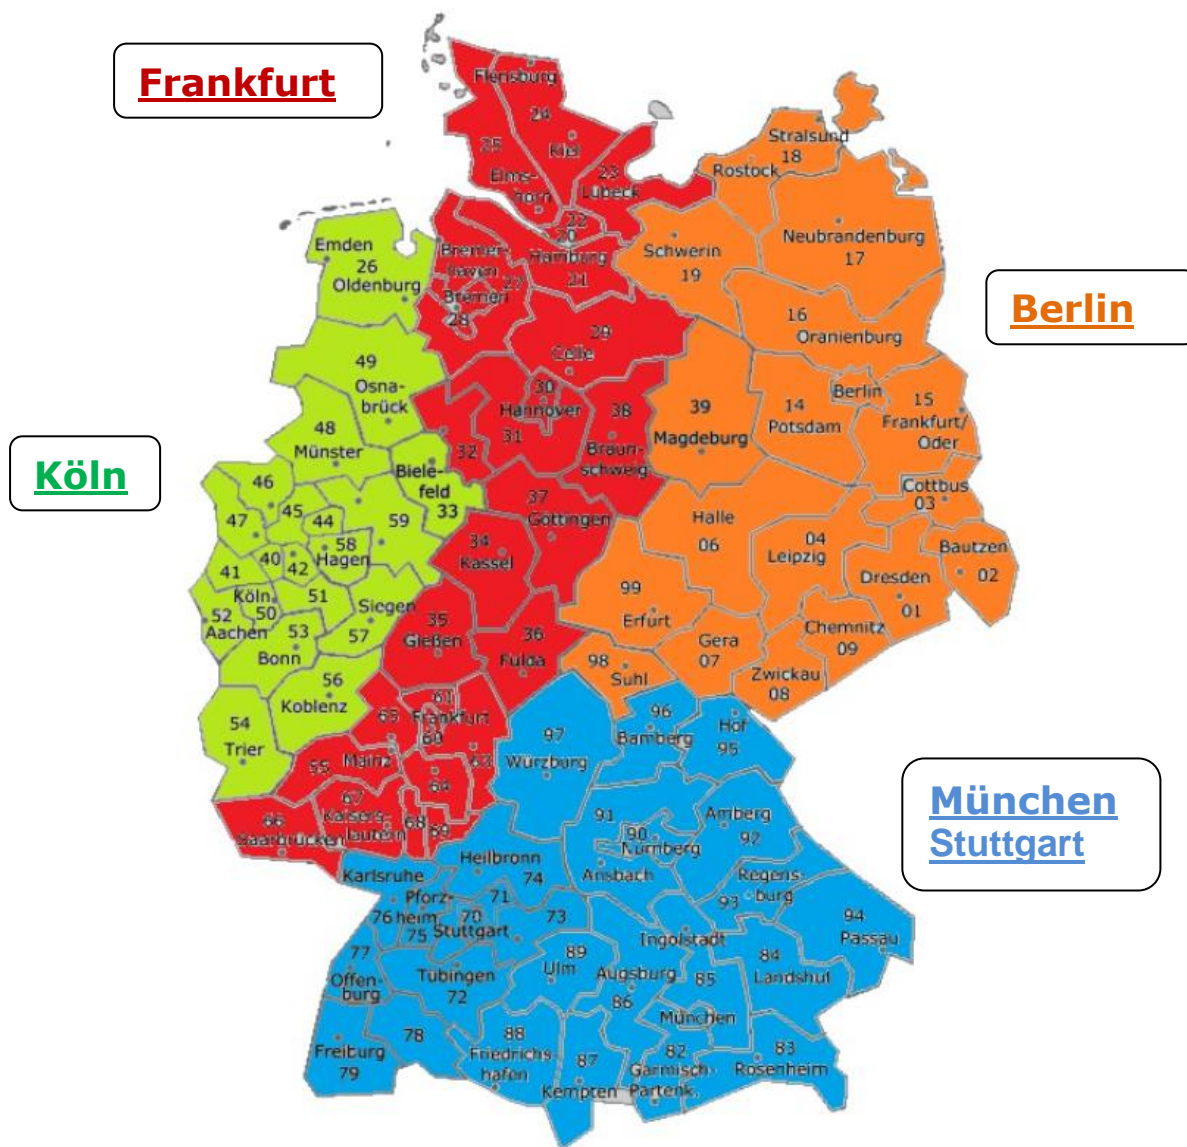 Frankfurt
Flensburg
24
25
Kiel
Elms-
horn
23
Lübeck
22
20
Stralsund
18
Rostock
Neubrandenburg
17
Schwerin
19
Emden
26
Oldenburg
Bremer-
haven
27
Bremen
28
Hamburg
21
16
Oranienburg
Berlin
49
Osna-
brück
29
Celle
30
Hannover
31
32
38
Braun-
schweig
39
Magdeburg
14
Potsdam
Berlin
15
Frankfurt/
Oder
48
Münster
Köln
Biele-
feld
33
46
47
45
44
59
58
Hagen
40
42
41
Köln
50
51
52
Aachen
53
Bonn
Siegen
57
37
Göttingen
34
Kassel
Halle
06
04
Leipzig
Cottbus
03
Bautzen
02
Dresden
01
99
Erfurt
Chemnitz
09
Gera
07
Zwickau
08
98
Suhl
35
Gießen
36
Fulda
56
Koblenz
54
Trier
61
Frankfurt
60
65
Mainz
63
64
55
67
Kaisers-
lautern
68
69
66
Saarbrücken
97
Würzburg
96
Bamberg
Hof
95
München
Stuttgart
91
90
Nürnberg
Ansbach
Amberg
92
Regens-
burg
93
94
Passau
Heilbronn
74
Karlsruhe
76
Pforz-
heim
75
71
70
Stuttgart
73
Ingolstadt
84
Landshut
77
Offen-
burg
Tübingen
72
89
Ulm
Augsburg
86
85
München
78
Freiburg
79
88
Friedrichs
hafen
87
Kempten
82
Garmisch-
Partenk.
83
Rosenheim